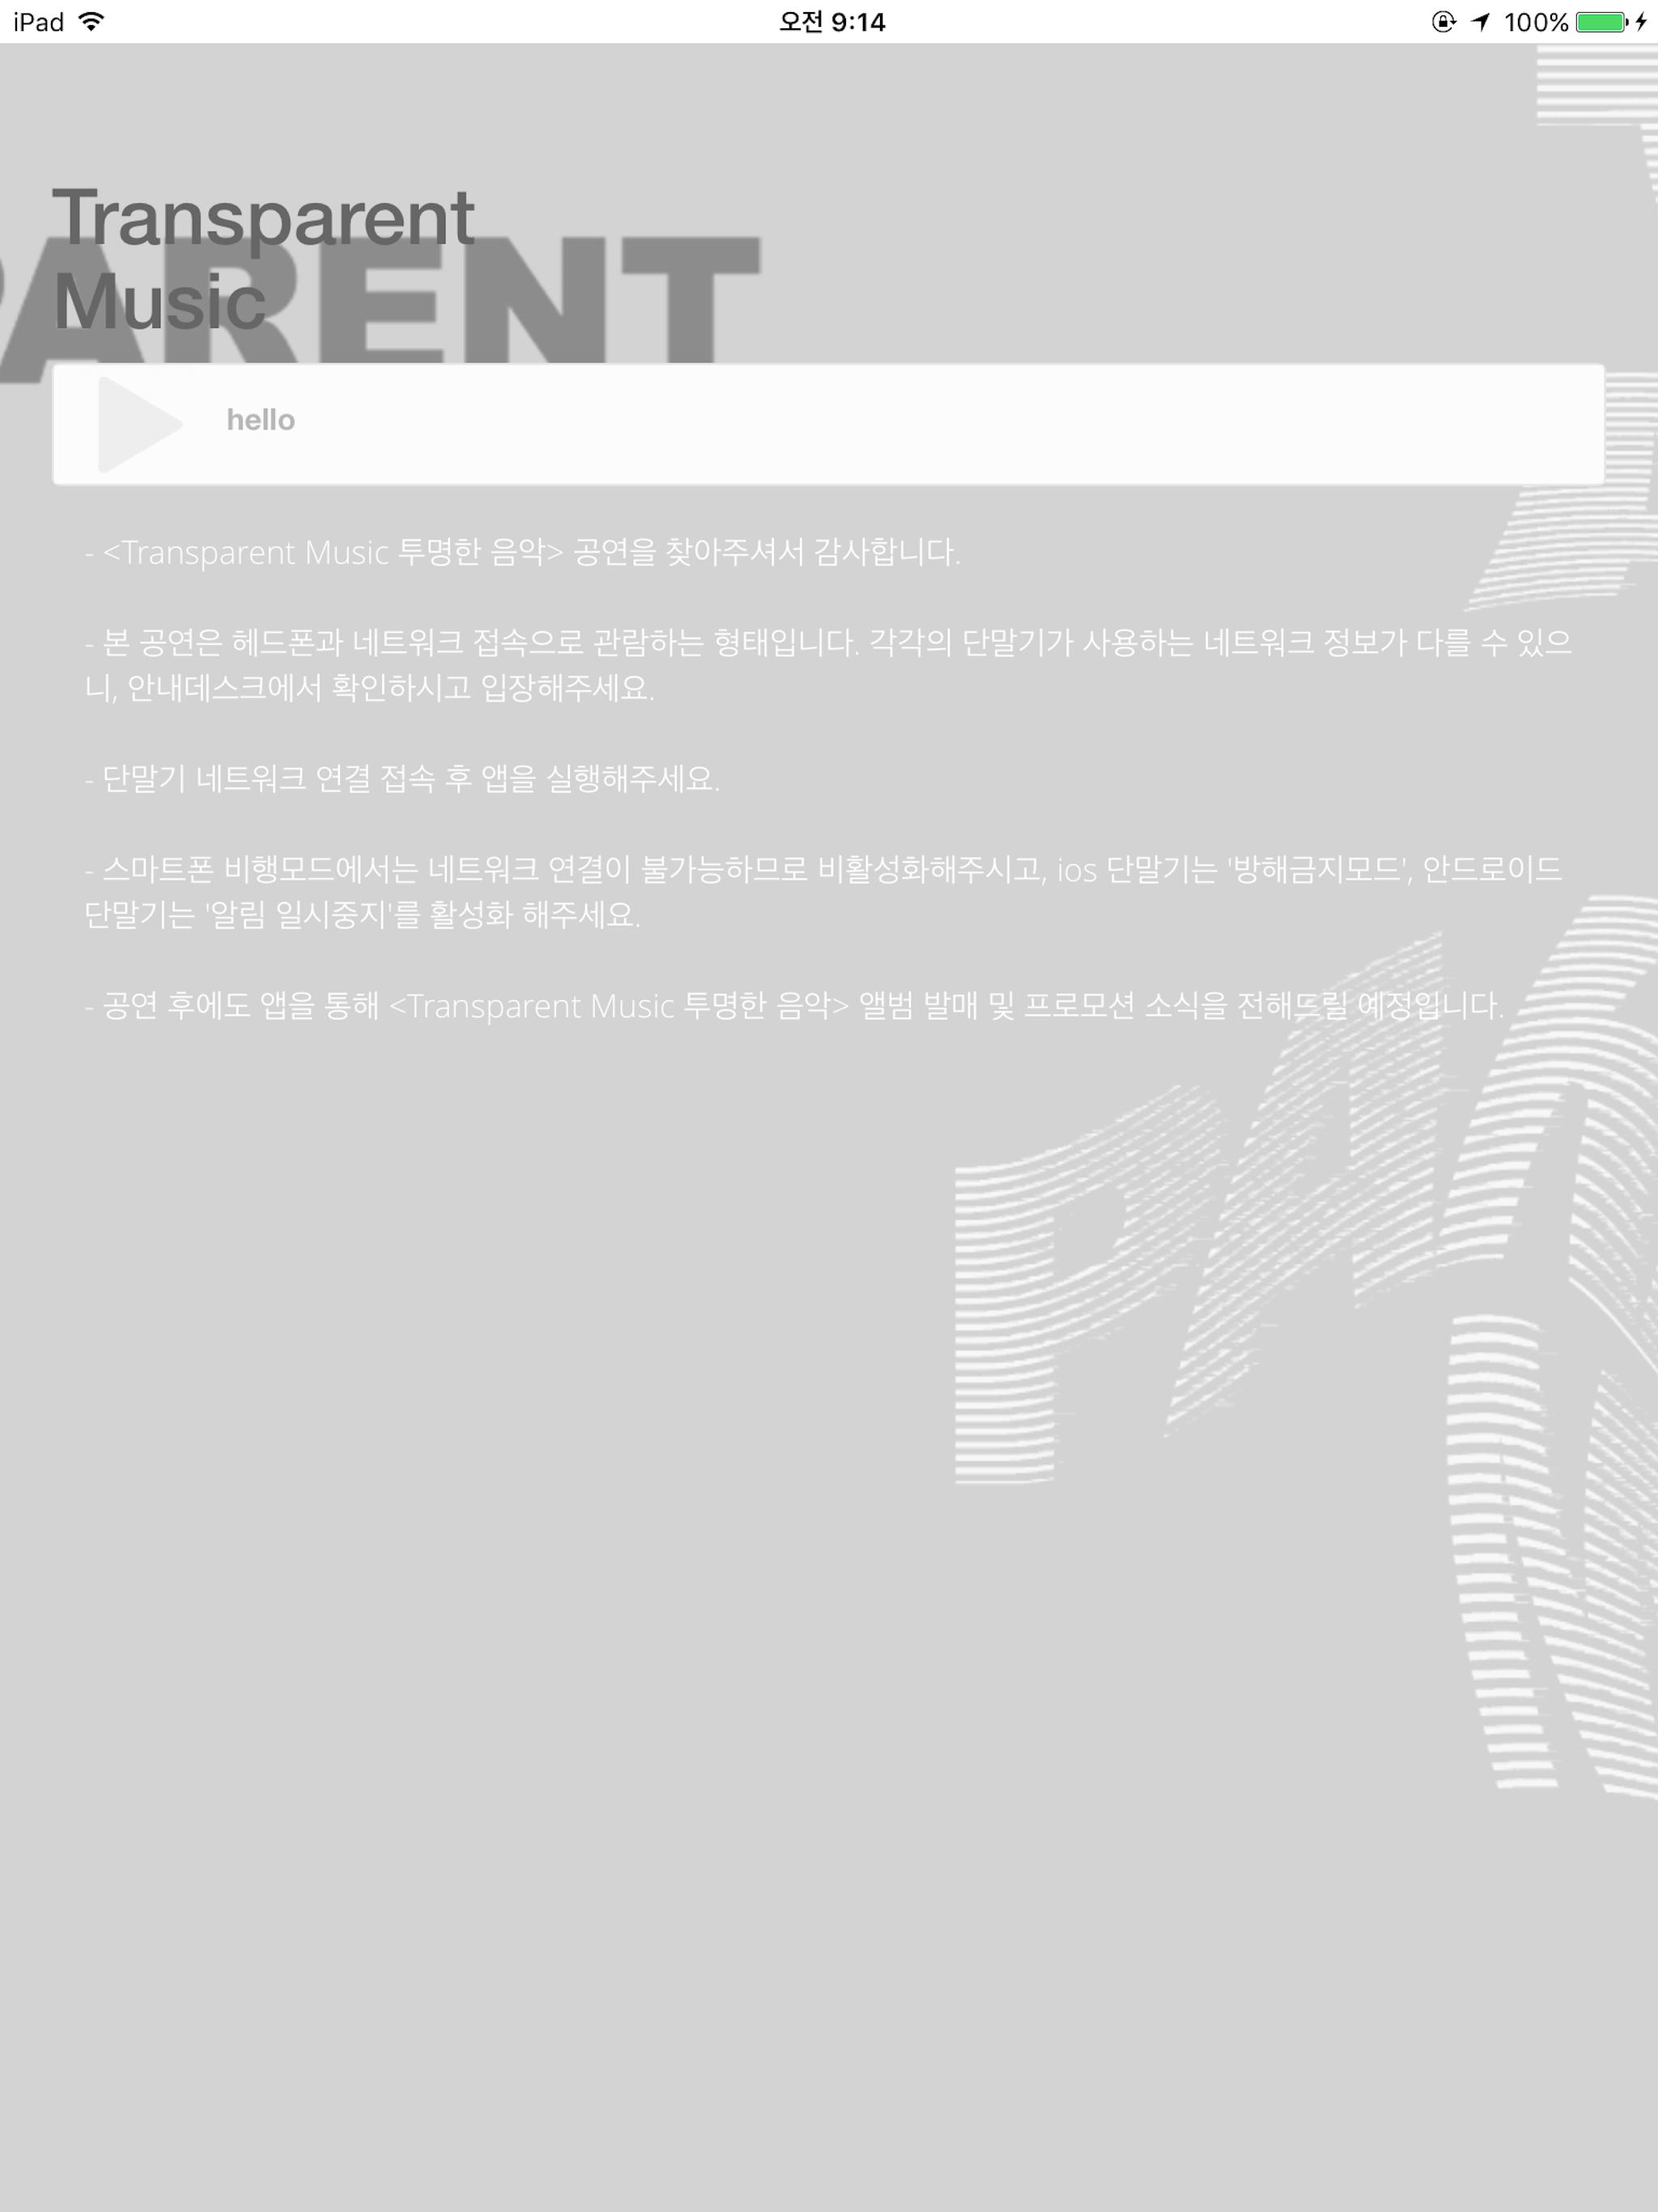 iPad 오전 9:14 100%
Transparent
PARENT
Music
hello
- <Transparent Music 투명한 음악> 공연을 찾아주셔서 감사합니다.
- 본 공연은 헤드폰과 네트워크 접속으로 관람하는 형태입니다. 각각의 단말기가 사용하는 네트워크 정보가 다를 수 있으
니, 안내데스크에서 확인하시고 입장해주세요.
- 단말기 네트워크 연결 접속 후 앱을 실행해주세요.
- 스마트폰 비행모드에서는 네트워크 연결이 불가능하므로 비활성화해주시고, ios 단말기는 '방해금지모드', 안드로이드
단말기는 '알림 일시중지'를 활성화 해주세요.
- 공연 후에도 앱을 통해 <Transparent Music 투명한 음악> 앨범 발매 및 프로모션 소식을 전해드릴 예정입니다.